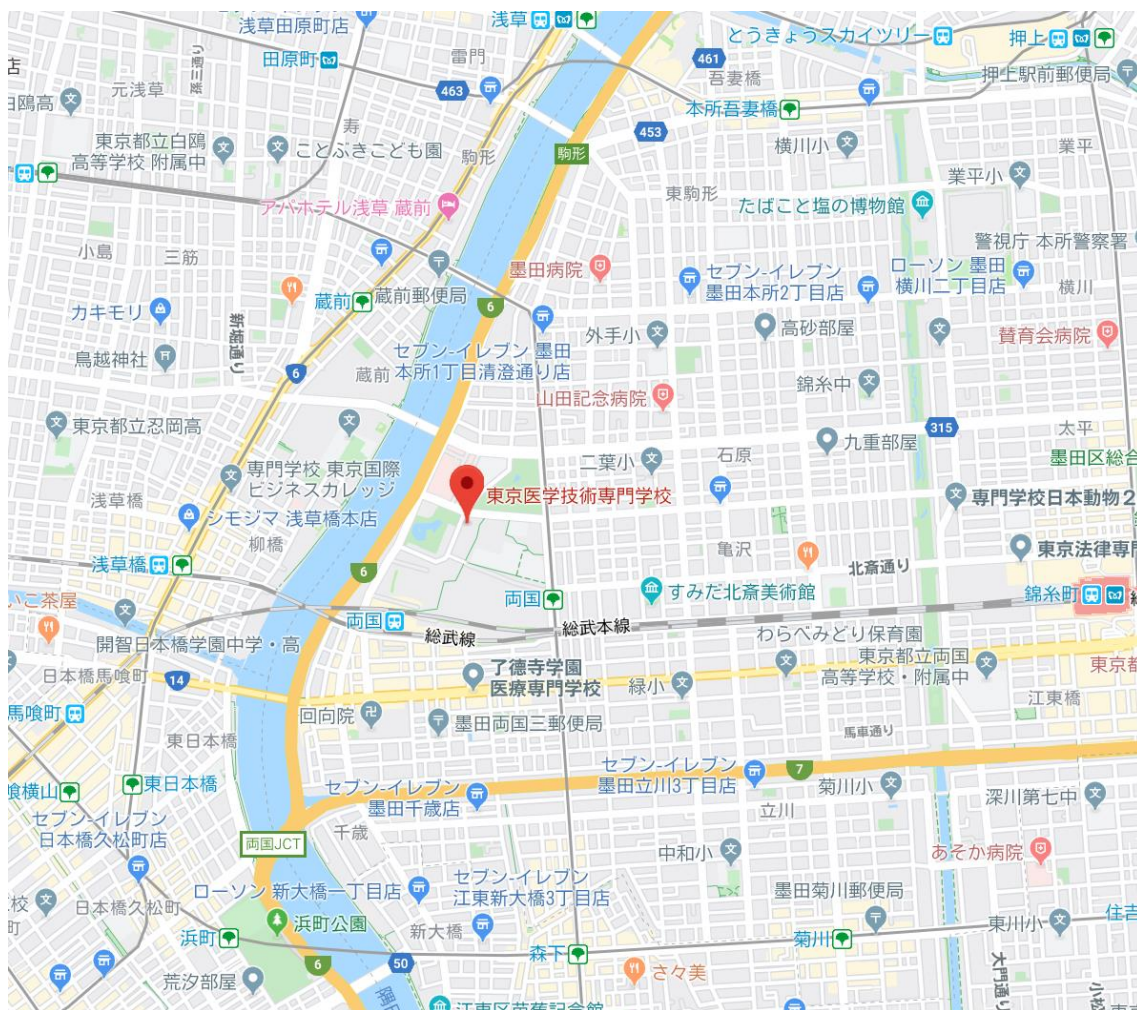 浅草田原町店
浅草
とうきょうスカイツリー
押上
田原町
雷門
461
吾妻橋
押上駅前郵便局
店
元浅草
新堀通り
463
本所吾妻橋
白鴎高
453
寿
駒形
駒形
東京都立白鴎
高等学校 附属中
ことぶきこども園
横川小
業平
業平小
東駒形
アパホテル浅草 蔵前
たばこと塩の博物館
小島
三筋
警視庁 本所警察署
墨田病院
セブン-イレブン
墨田本所2丁目店
ローソン 墨田
横川二丁目店
横川
カキモリ
蔵前
蔵前郵便局
6
新堀通り
外手小
高砂部屋
賛育会病院
鳥越神社
セブン-イレブン 墨田
本所1丁目清澄通り店
6
蔵前
錦糸中
山田記念病院
東京都立忍岡高
九重部屋
315
太平
二葉小
石原
墨田区総合
専門学校 東京国際
ビジネスカレッジ
東京医学技術専門学校
浅草橋
専門学校日本動物2
シモジマ 浅草橋本店
柳橋
亀沢
東京法律専門
浅草橋
6
北斎通り
すみだ北斎美術館
いこ茶屋
両国
両国
錦糸町
総武線
総武本線
わらべみどり保育園
開智日本橋学園中学・高
了徳寺学園
医療専門学校
東京都立両国
高等学校・附属中
東京都
日本橋馬喰町
14
緑小
江東橋
馬喰町
回向院
墨田両国三郵便局
馬車通り
東日本橋
セブン-イレブン
墨田立川3丁目店
7
東日本橋
喰横山
セブン-イレブン
墨田千歳店
菊川小
深川第七中
立川
セブン-イレブン
日本橋久松町店
千歳
両国JCT
中和小
あそか病院
ローソン 新大橋一丁目店
セブン-イレブン
江東新大橋3丁目店
墨田菊川郵便局
校
日本橋久松町
浜町公園
新大橋
東川小
住吉
町
浜町
森下
菊川
6
50
荒汐部屋
さ々美
大門通り
江東区芭蕉記念館